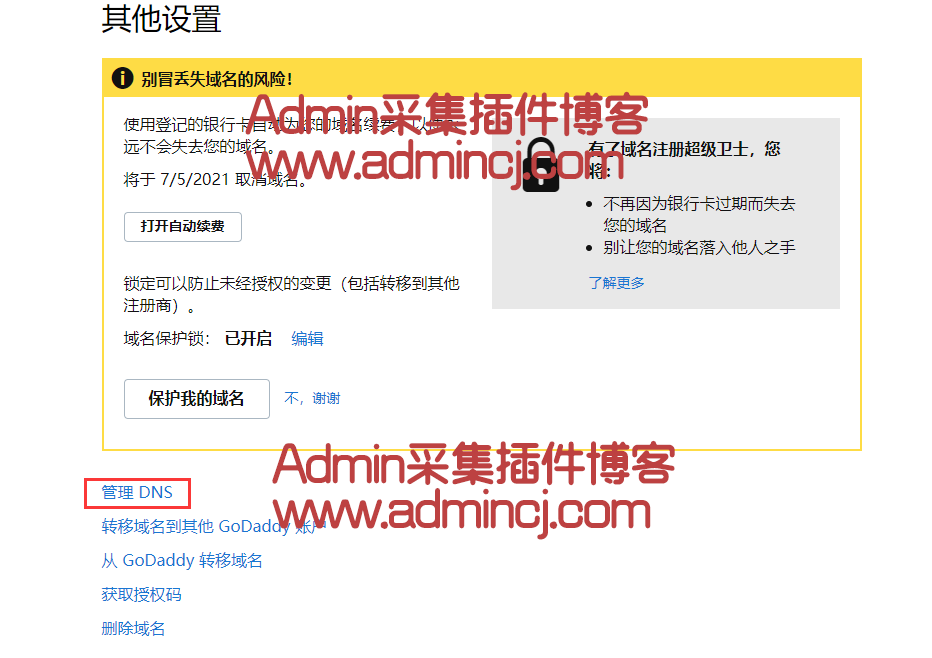 其他设置
别冒丢失域名的风险!
Admin采集插件博客
www.admincj.com
使用登记的银行卡自动为您的域名续费,以
远不会失去您的域名。
将于 7/5/2021 取消域名。
打开自动续费
锁定可以防止未经授权的变更(包括转移到其他
注册商)。
域名保护锁: 已开启 编辑
保护我的域名 不,谢谢
有了域名注册超级卫士,您
将:
不再因为银行卡过期而失去
您的域名
别让您的域名落入他人之手
了解更多
Admin采集插件博客
www.admincj.com
管理 DNS
转移域名到其他 GoDaddy 账户
从 GoDaddy 转移域名
获取授权码
删除域名